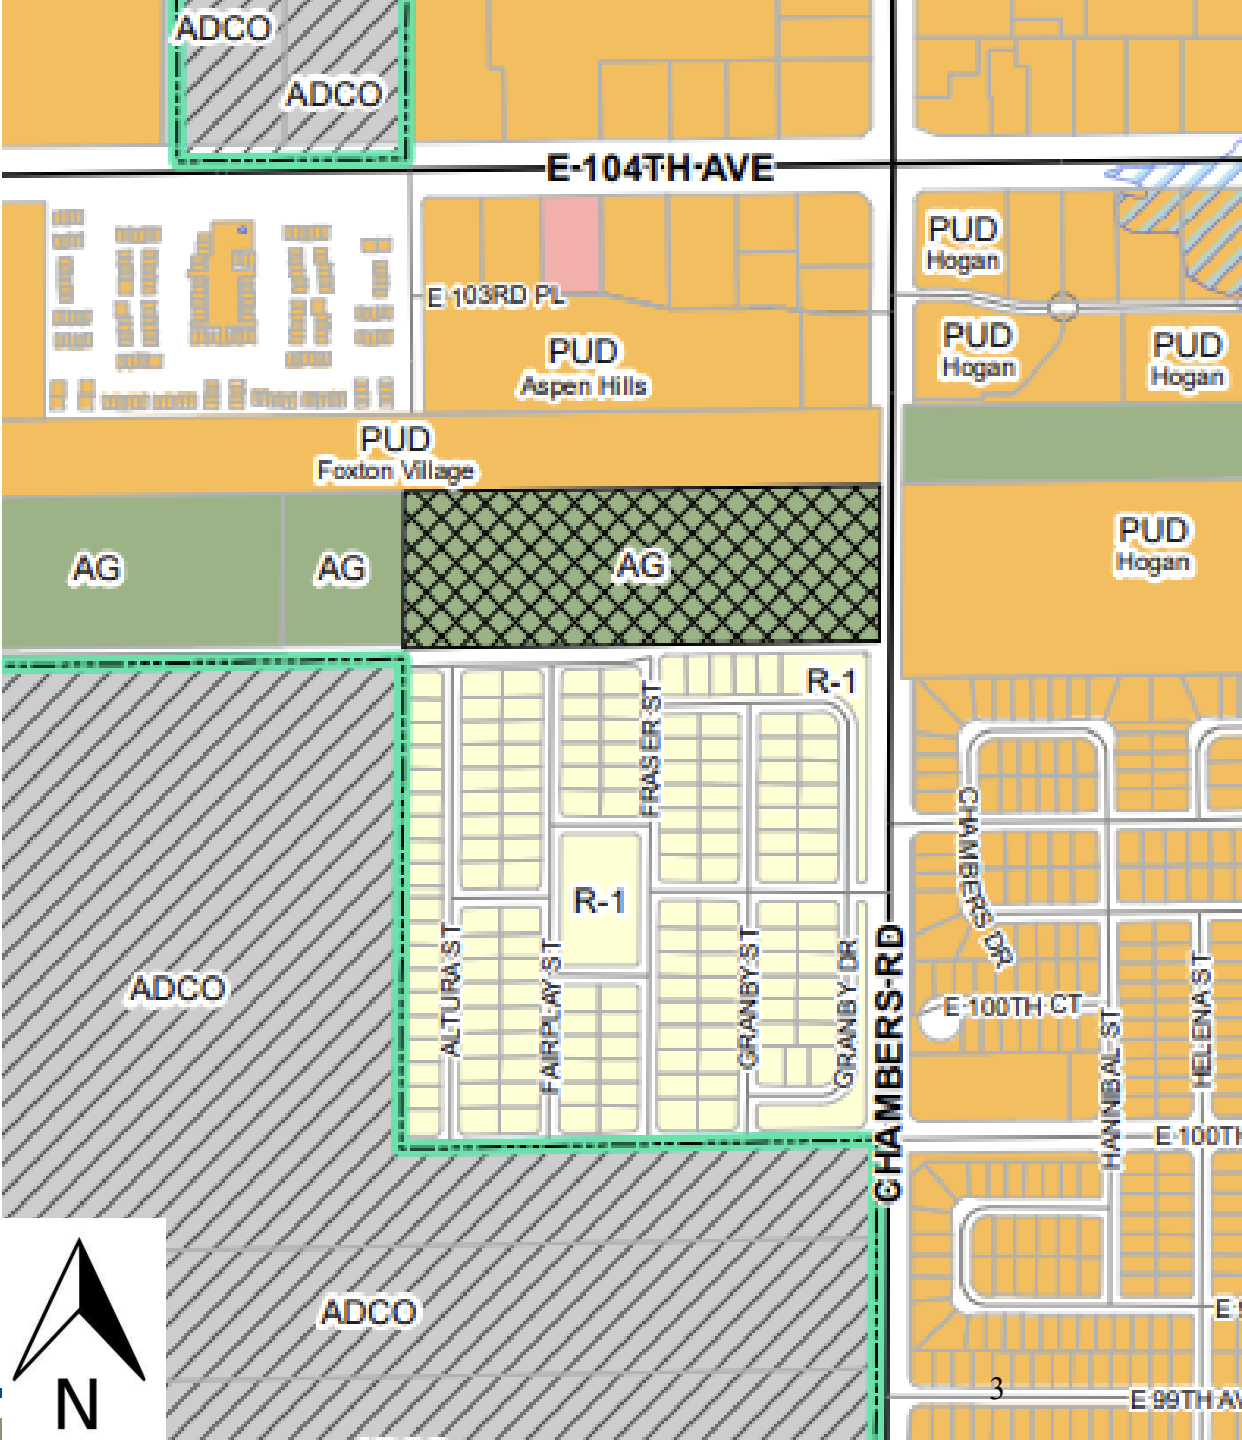 ADCO
ADCO
E 104TH AVE
PUD
Hogan
E 103RD PL
PUD
Aspen Hills
PUD
Hogan
PUD
Hogan
PUD
Foxton Village
AG
AG
AG
PUD
Hogan
R-1
FRASER ST
CHAMBERS DR
R-1
ADCO
ALTURA ST
FAIRPLAY ST
GRANBY ST
GRANBY DR
CHAMBERS RD
E 100TH CT
HANNIBAL ST
HELENA ST
E 100TH
ADCO
E 9
N
3
E 99TH AV